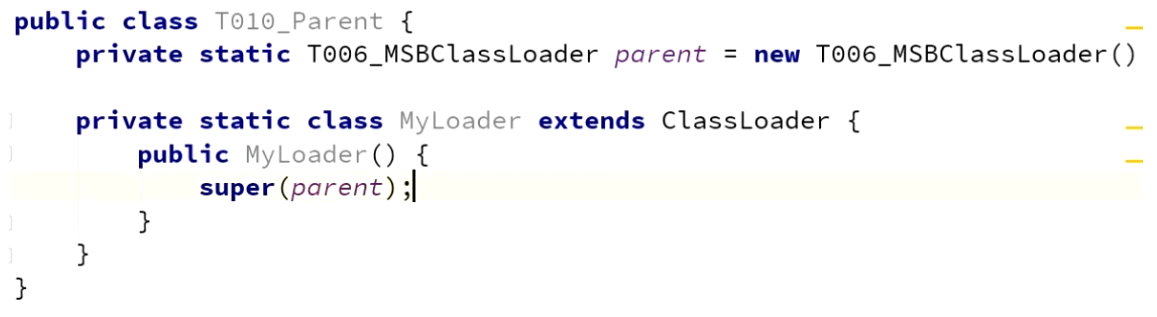 public class T010_Parent {
private static T006_MSBClassLoader parent = new T006_MSBClassLoader()
private static class MyLoader extends ClassLoader {
public MyLoader() {
super(parent);
}
}
}